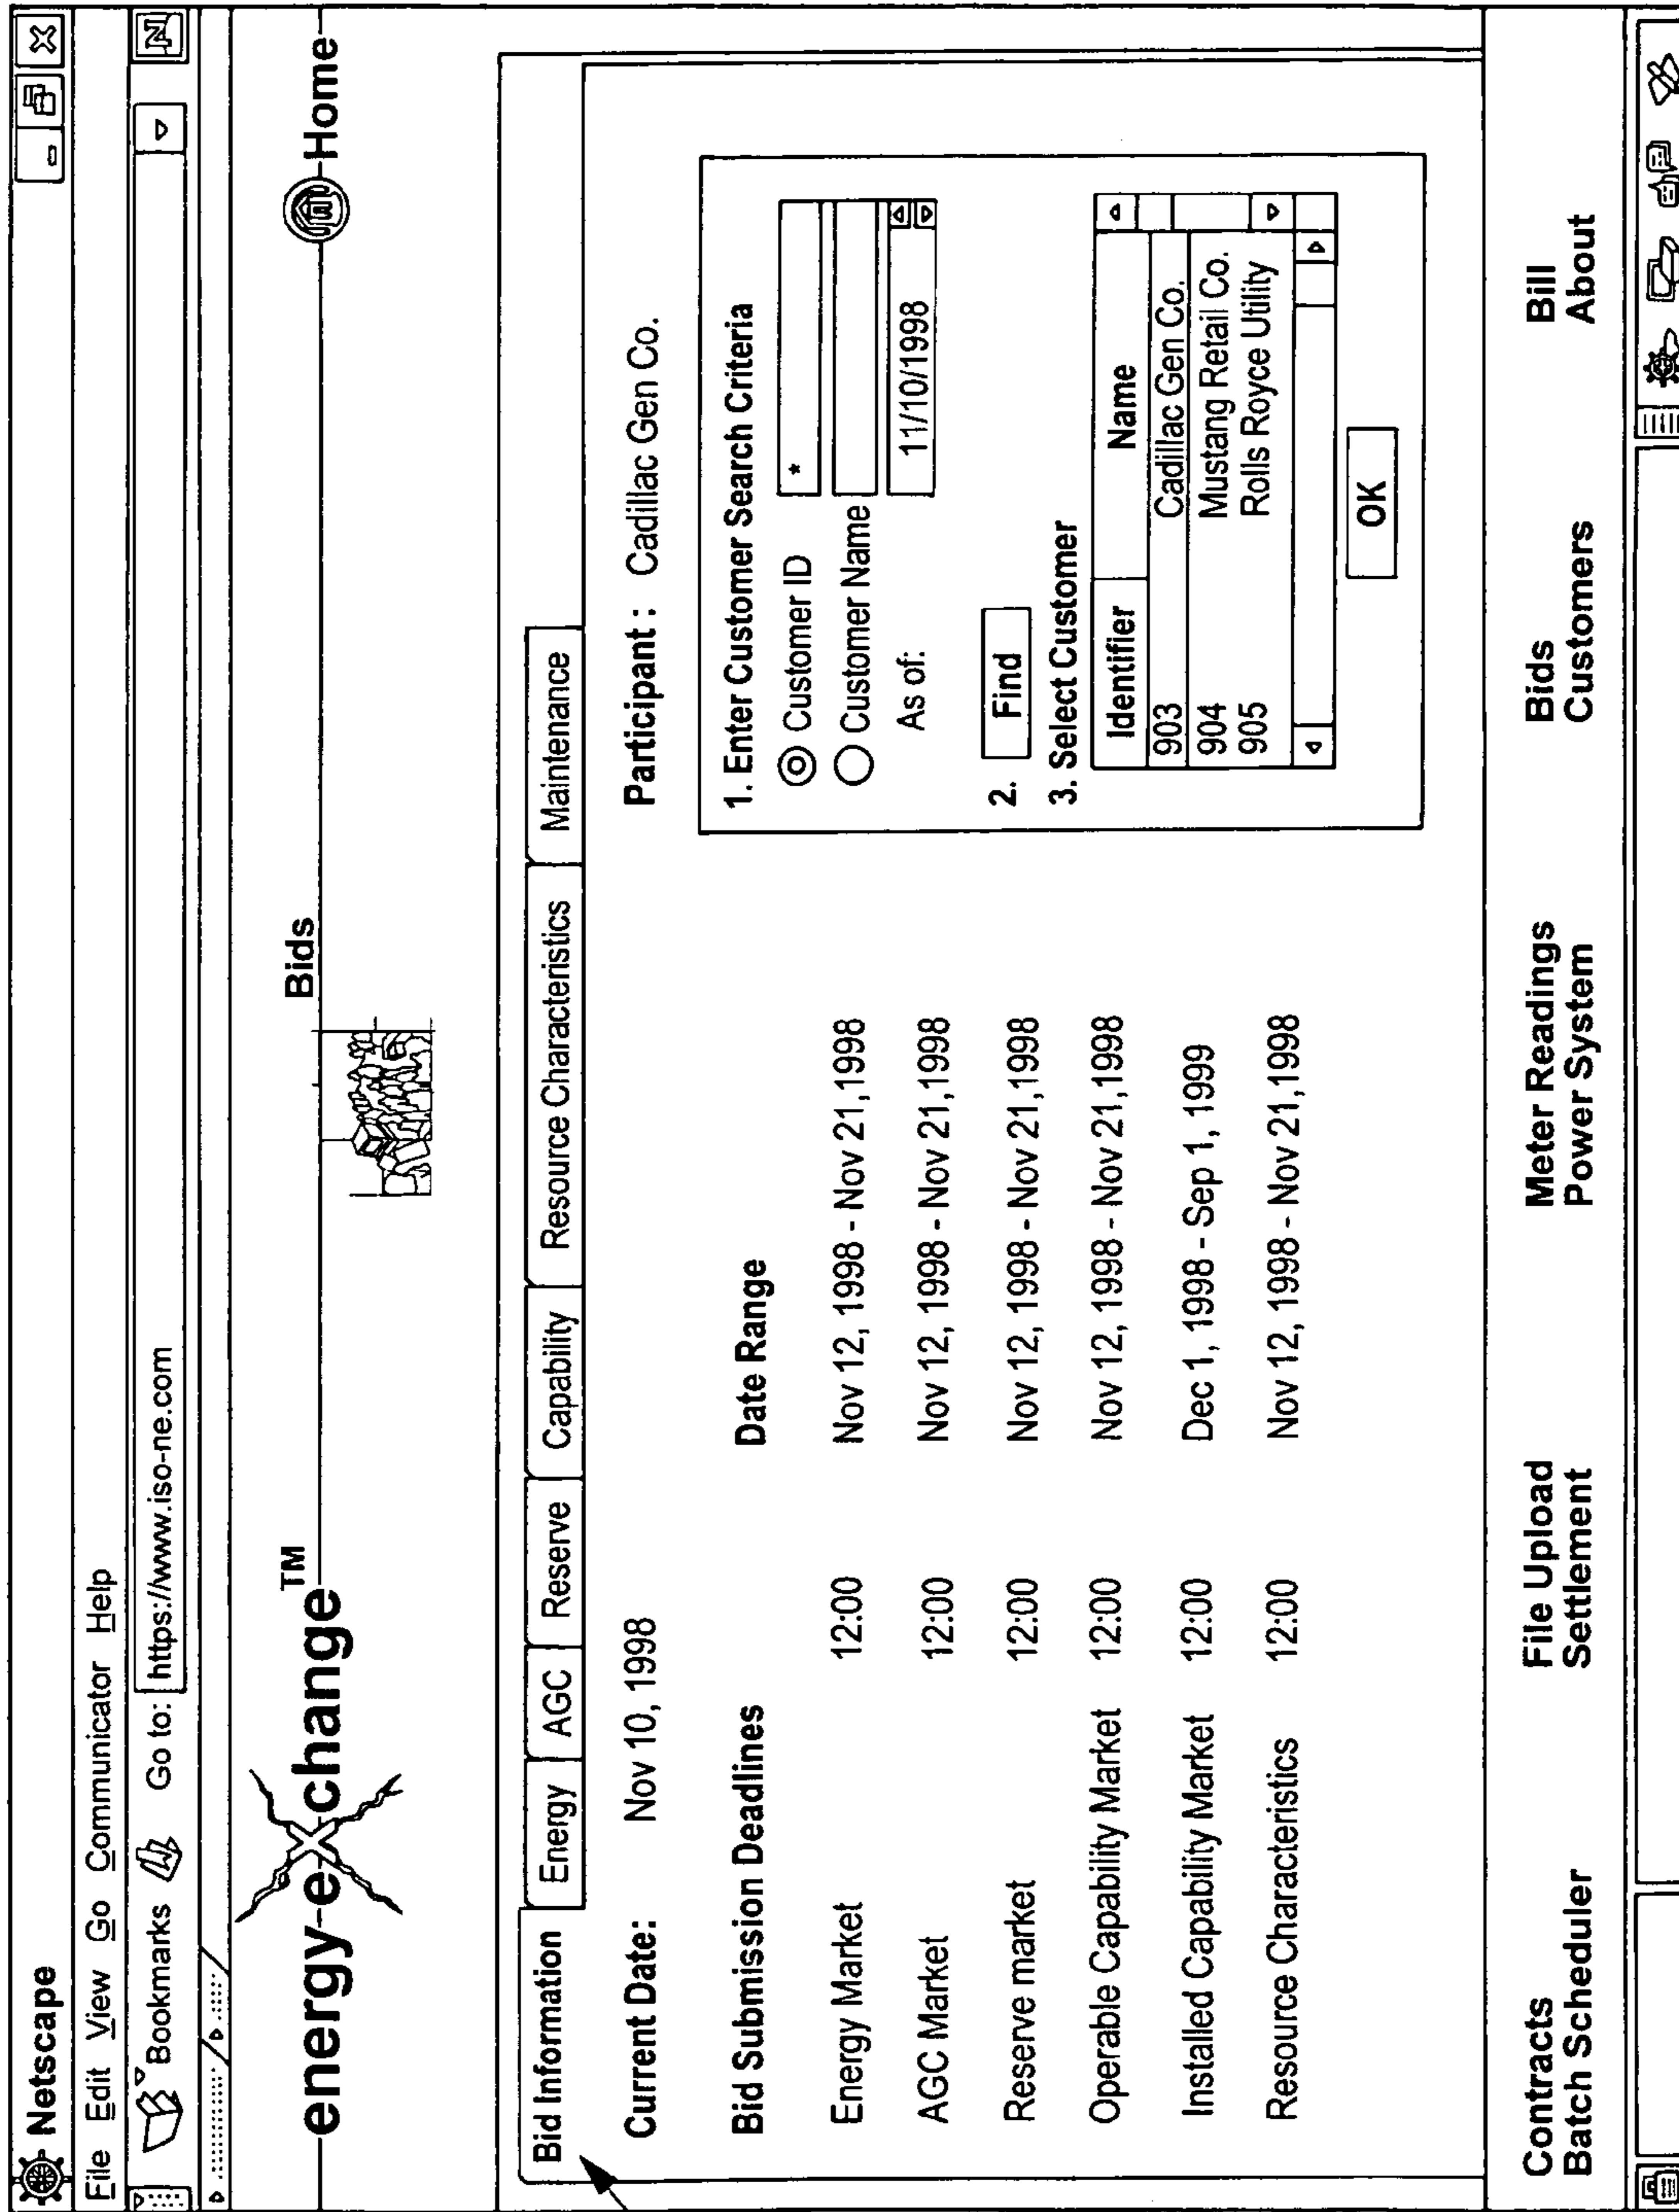 Netscape
File Edit View Go Communicator Help
Bookmarks Go to: https://www.iso-ne.com
N
energy eXchange™ Bids Home
Bid Information Energy AGC Reserve Capability Resource Characteristics Maintenance
Current Date: Nov 10, 1998 Participant : Cadillac Gen Co.
Bid Submission Deadlines Date Range
Energy Market 12:00 Nov 12, 1998 - Nov 21,1998
AGC Market 12:00 Nov 12, 1998 - Nov 21,1998
Reserve market 12:00 Nov 12, 1998 - Nov 21,1998
Operable Capability Market 12:00 Nov 12, 1998 - Nov 21,1998
Installed Capability Market 12:00 Dec 1, 1998 - Sep 1, 1999
Resource Characteristics 12:00 Nov 12, 1998 - Nov 21,1998
1. Enter Customer Search Criteria
Customer ID *
Customer Name
As of: 11/10/1998
2. Find
3. Select Customer
Identifier Name
903 Cadillac Gen Co.
904 Mustang Retail Co.
905 Rolls Royce Utility
OK
Contracts File Upload Meter Readings Bids Bill
Batch Scheduler Settlement Power System Customers About